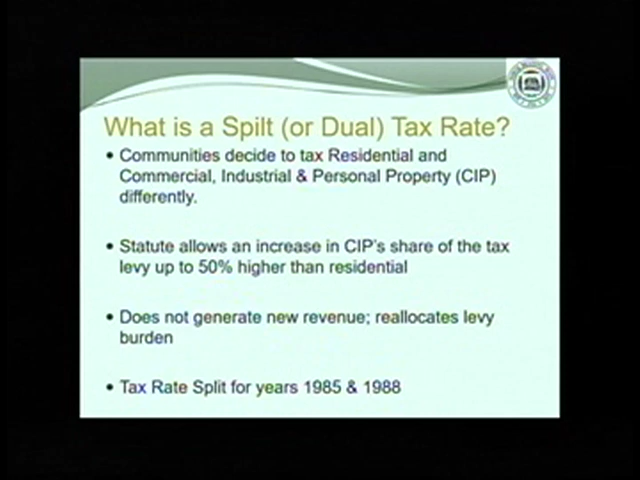 What is a Spilt (or Dual) Tax Rate?
• Communities decide to tax Residential and
Commercial, Industrial & Personal Property (CIP)
differently.
• Statute allows an increase in CIP's share of the tax
levy up to 50% higher than residential
• Does not generate new revenue; reallocates levy
burden
• Tax Rate Split for years 1985 & 1988